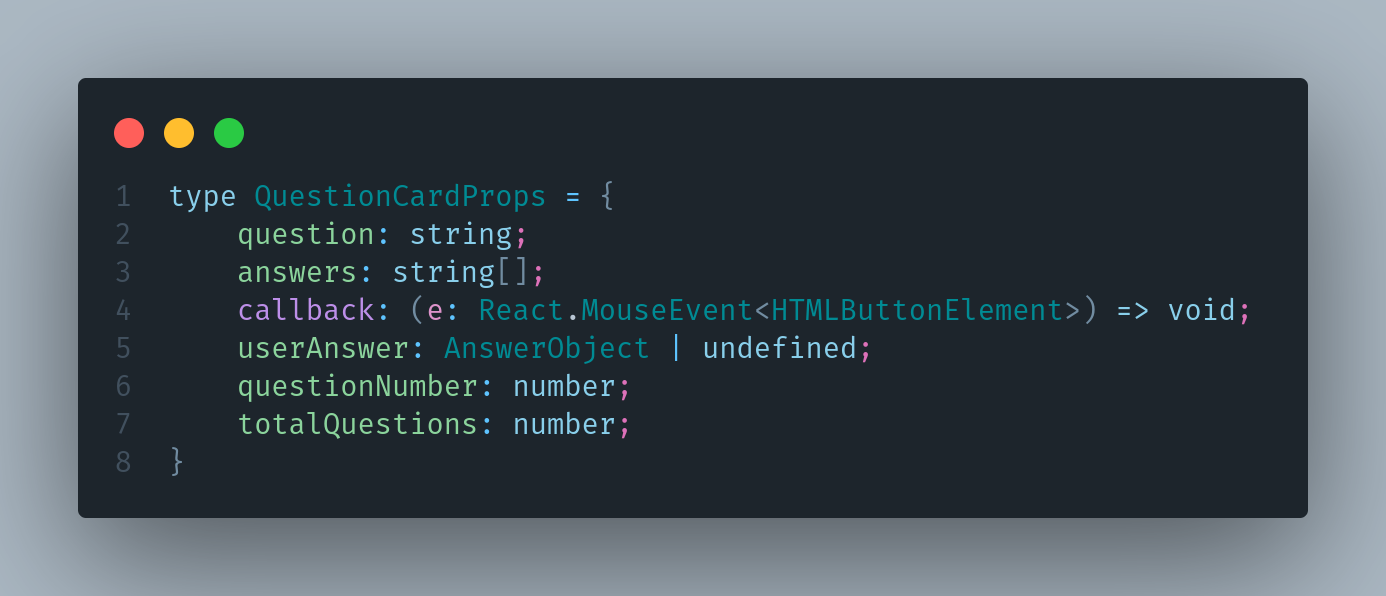 1 type QuestionCardProps = {
2     question: string;
3     answers: string[];
4     callback: (e: React.MouseEvent<HTMLButtonElement>) => void;
5     userAnswer: AnswerObject | undefined;
6     questionNumber: number;
7     totalQuestions: number;
8 }